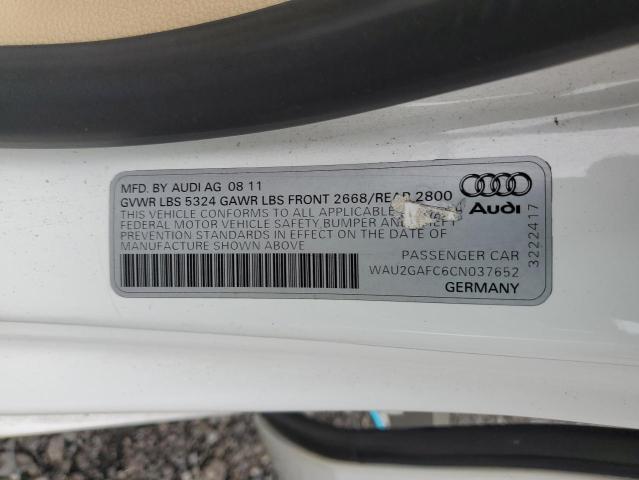 MFD. BY AUDI AG 08 11
GVWR LBS 5324 GAWR LBS FRONT 2668/REAR 2800
THIS VEHICLE CONFORMS TO ALL APPLICABLE
FEDERAL MOTOR VEHICLE SAFETY BUMPER AND THEFT
PREVENTION STANDARDS IN EFFECT ON THE DATE OF
MANUFACTURE SHOWN ABOVE
Audi
PASSENGER CAR
WAU2GAFC6CN037652
GERMANY
3222417